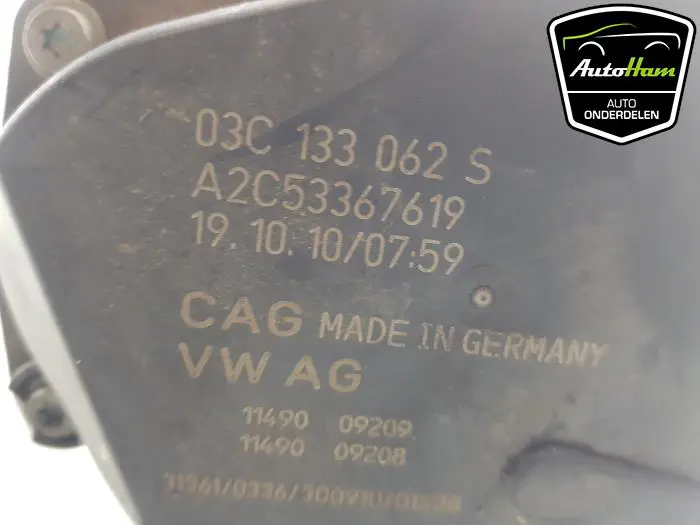 AutoHam
AUTO
ONDERDELEN
03C 133 062 S
A2C53367619
19.10.10/07:59
CAG MADE IN GERMANY
VW AG
11490 09209
11490 09208